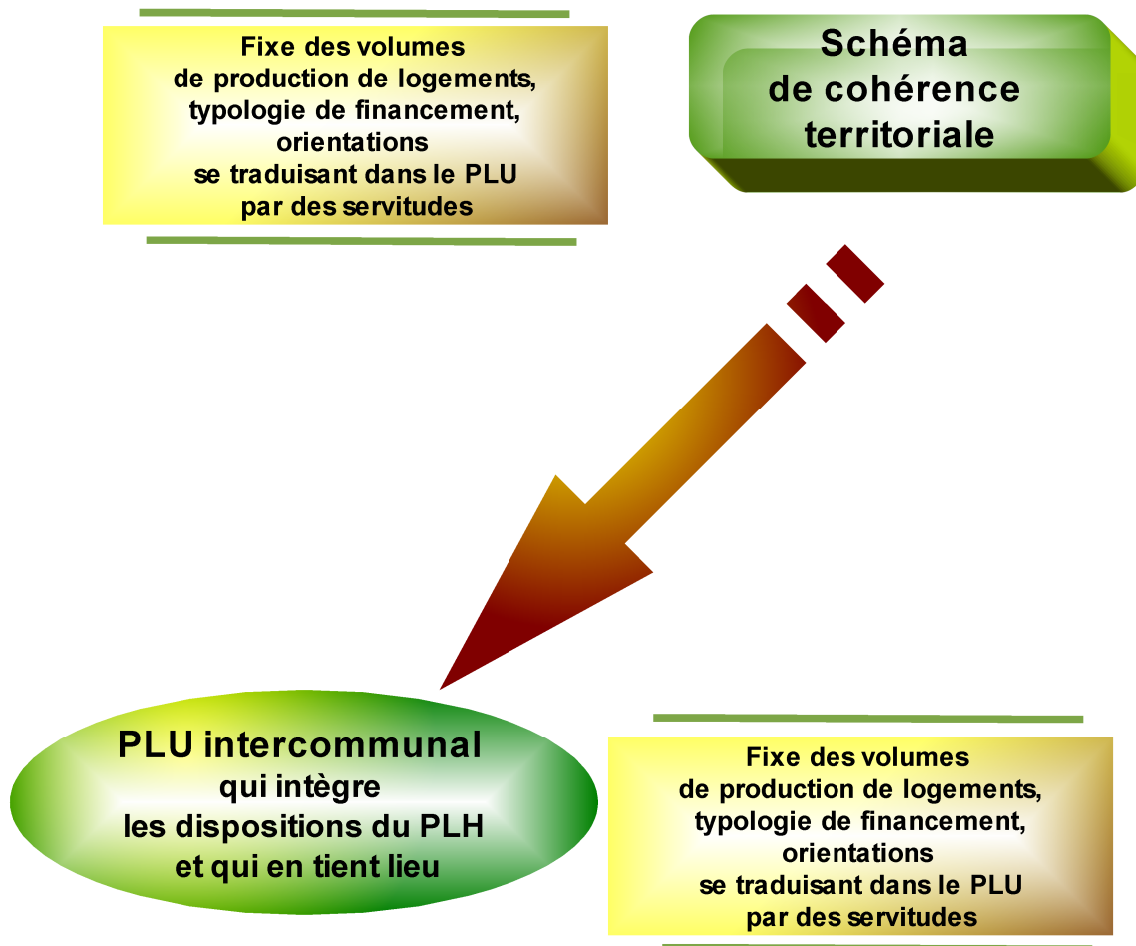 Fixe des volumes
de production de logements,
typologie de financement,
orientations
se traduisant dans le PLU
par des servitudes
Schéma
de cohérence
territoriale
PLU intercommunal
qui intègre
les dispositions du PLH
et qui en tient lieu
Fixe des volumes
de production de logements,
typologie de financement,
orientations
se traduisant dans le PLU
par des servitudes